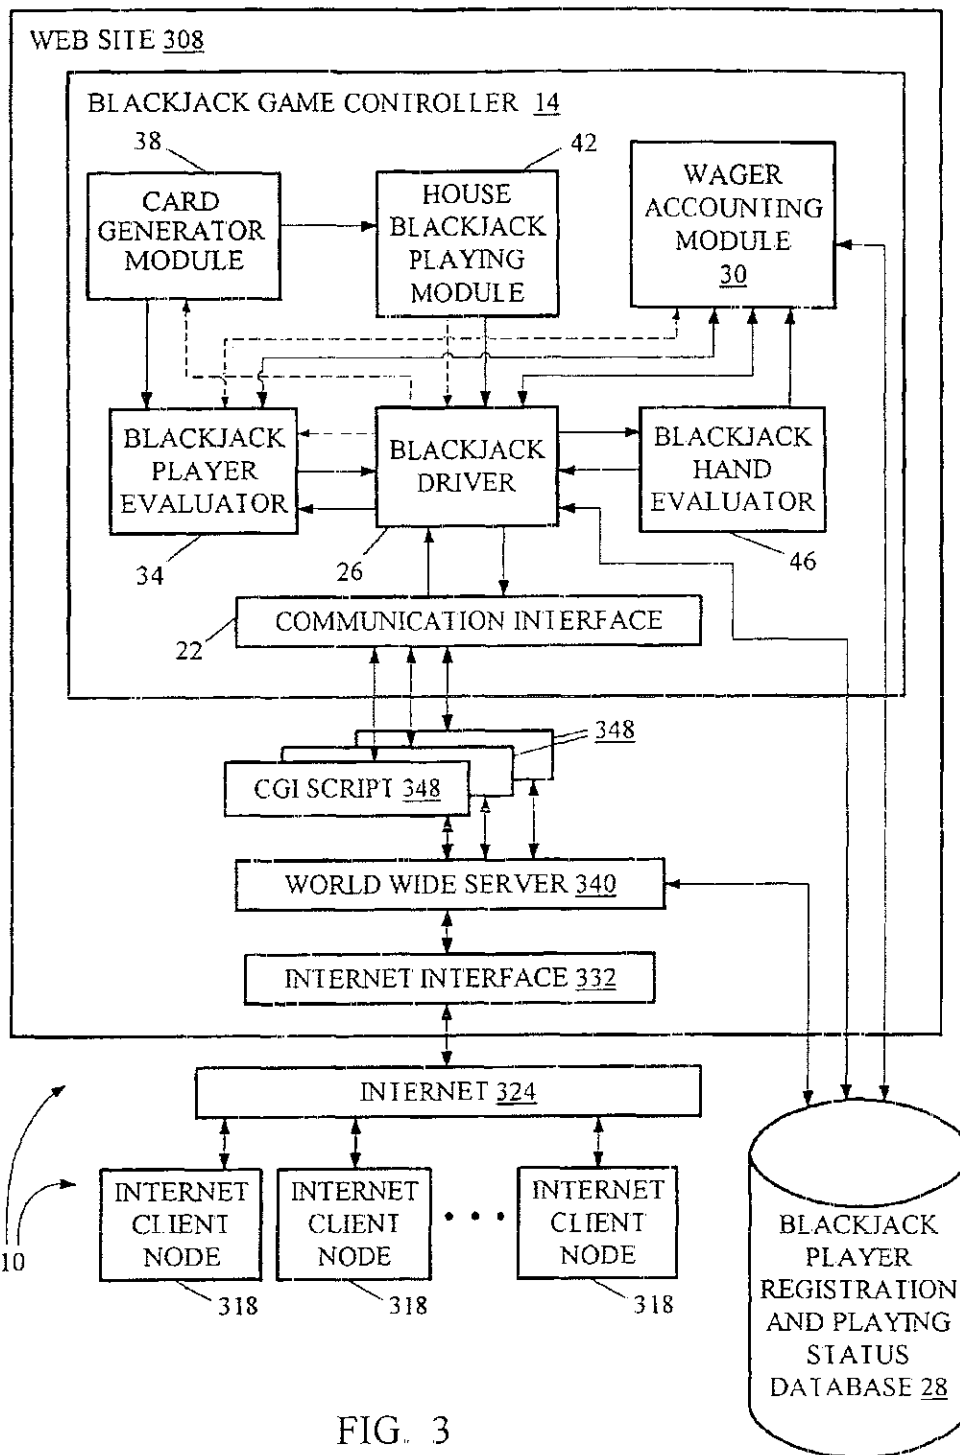 WEB SITE 308
BLACKJACK GAME CONTROLLER 14
38
42
CARD
GENERATOR
MODULE
HOUSE
BLACKJACK
PLAYING
MODULE
WAGER
ACCOUNTING
MODULE
30
BLACKJACK
PLAYER
EVALUATOR
BLACKJACK
DRIVER
BLACKJACK
HAND
EVALUATOR
34
26
46
22
COMMUNICATION INTERFACE
348
CGI SCRIPT 348
WORLD WIDE SERVER 340
INTERNET INTERFACE 332
INTERNET 324
INTERNET
CLIENT
NODE
INTERNET
CLIENT
NODE
INTERNET
CLIENT
NODE
10
318
318
318
BLACKJACK
PLAYER
REGISTRATION
AND PLAYING
STATUS
DATABASE 28
FIG. 3